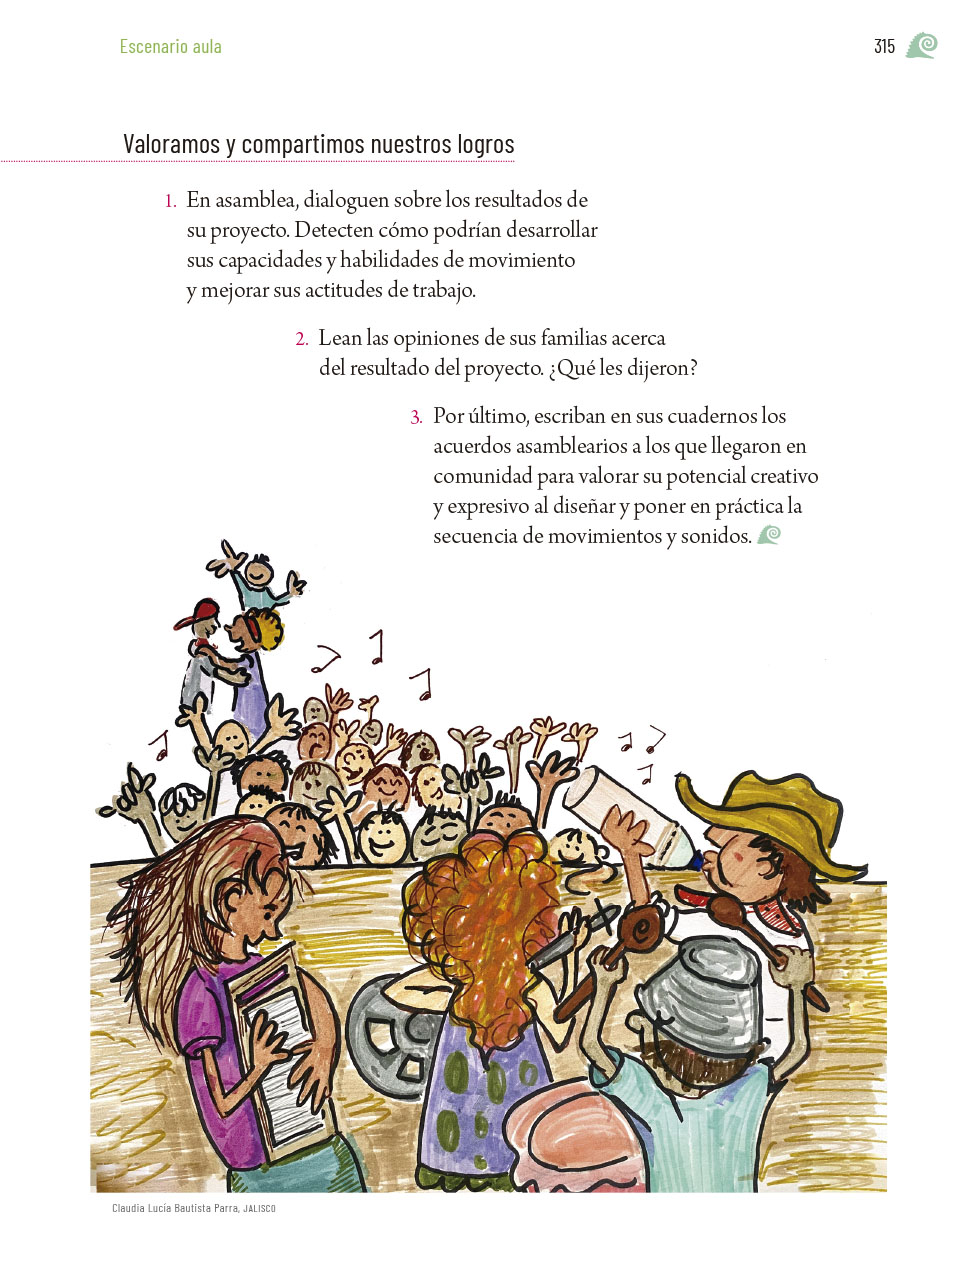 Escenario aula
315
Valoramos y compartimos nuestros logros
1. En asamblea, dialoguen sobre los resultados de
su proyecto. Detecten cómo podrían desarrollar
sus capacidades y habilidades de movimiento
y mejorar sus actitudes de trabajo.
2. Lean las opiniones de sus familias acerca
del resultado del proyecto. ¿Qué les dijeron?
3. Por último, escriban en sus cuadernos los
acuerdos asamblearios a los que llegaron en
comunidad para valorar su potencial creativo
y expresivo al diseñar y poner en práctica la
secuencia de movimientos y sonidos.
Claudia Lucía Bautista Parra, JALISCO